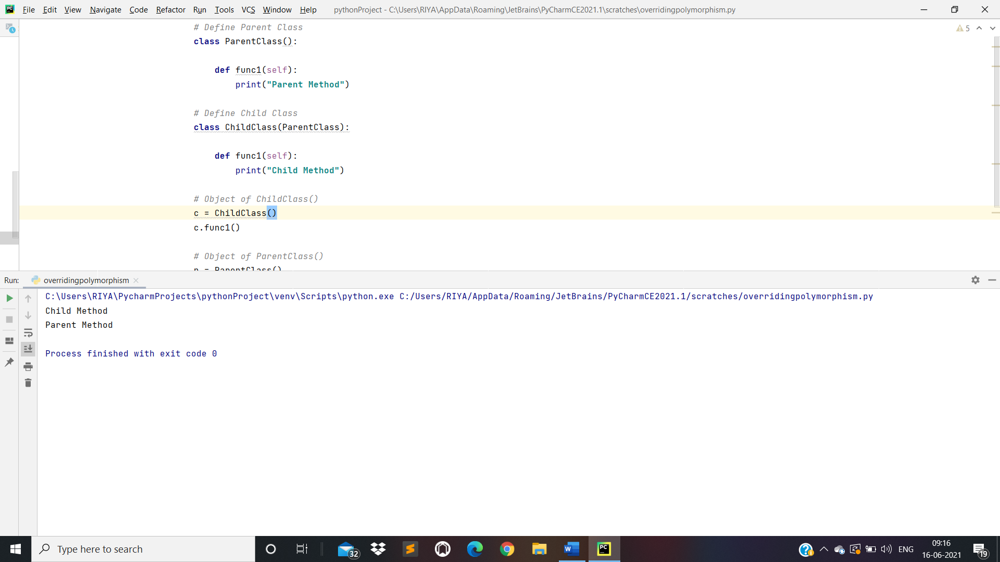 File Edit View Navigate Code Refactor Run Tools VCS Window Help pythonProject - C:\Users\RIYA\AppData\Roaming\JetBrains\PyCharmCE2021.1\scratches\overridingpolymorphism.py
5
# Define Parent Class
class ParentClass():
def func1(self):
print("Parent Method")
# Define Child Class
class ChildClass(ParentClass):
def func1(self):
print("Child Method")
# Object of ChildClass()
c = ChildClass()
c.func1()
# Object of ParentClass()
p = ParentClass()
Run: overridingpolymorphism
C:\Users\RIYA\PycharmProjects\pythonProject\venv\Scripts\python.exe C:/Users/RIYA/AppData/Roaming/JetBrains/PyCharmCE2021.1/scratches/overridingpolymorphism.py
Child Method
Parent Method
Process finished with exit code 0
Type here to search
32
W
PC
ENG
09:16
16-06-2021
19